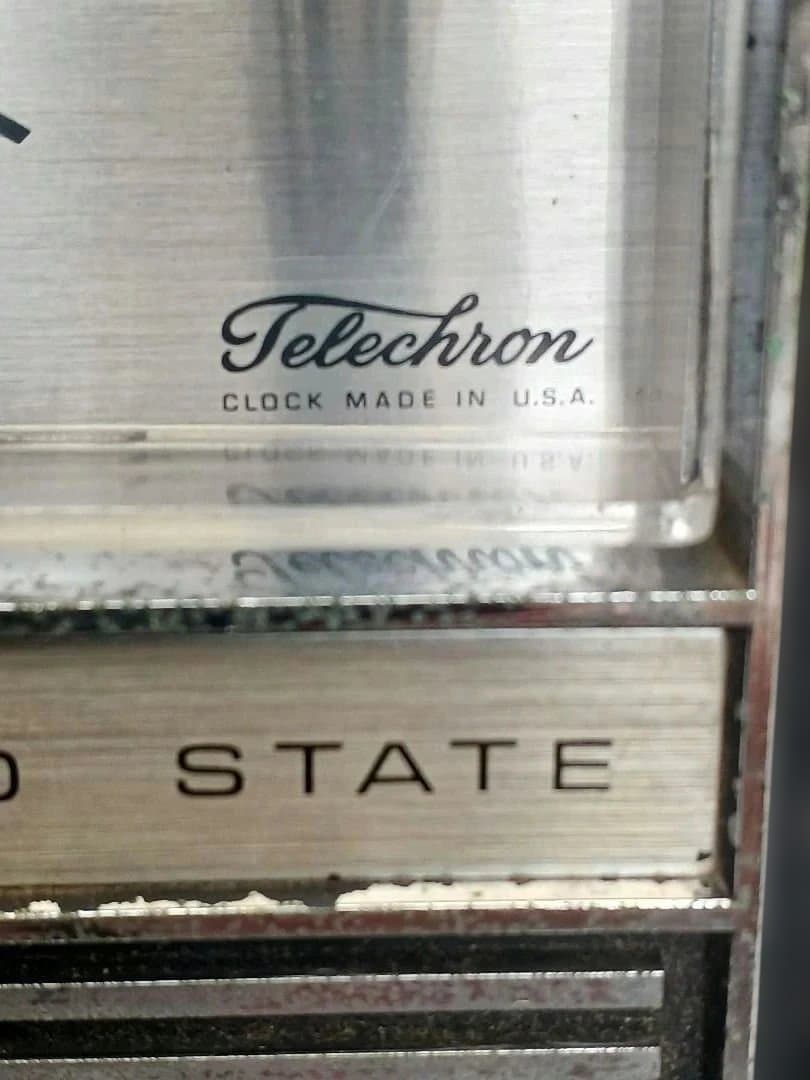 Telechron
CLOCK MADE IN U.S.A.
D STATE